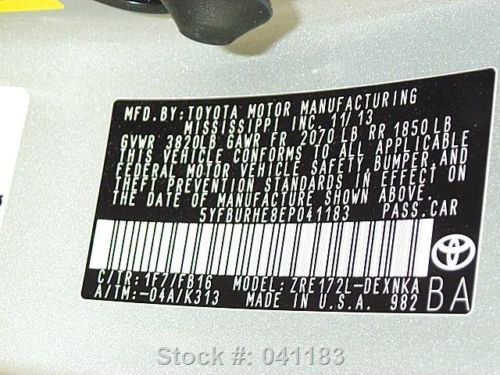 MFD.BY: TOYOTA MOTOR MANUFACTURING
MISSISSIPPI INC. 11/13
GVWR 3820LB GAWR FR 2070 LB RR 1850 LB
THIS VEHICLE CONFORMS TO ALL APPLICABLE
FEDERAL MOTOR VEHICLE SAFETY, BUMPER, AND
THEFT PREVENTION STANDARDS IN EFFECT ON
THE DATE OF MANUFACTURE SHOWN ABOVE.
5YFBURHE8EP041183 PASS.CAR
C/TR: 1F7/FB16 MODEL: ZRE172L-DEXNKA
A/TM: -04A/K313 MADE IN U.S.A. 982 BA
Stock #: 041183